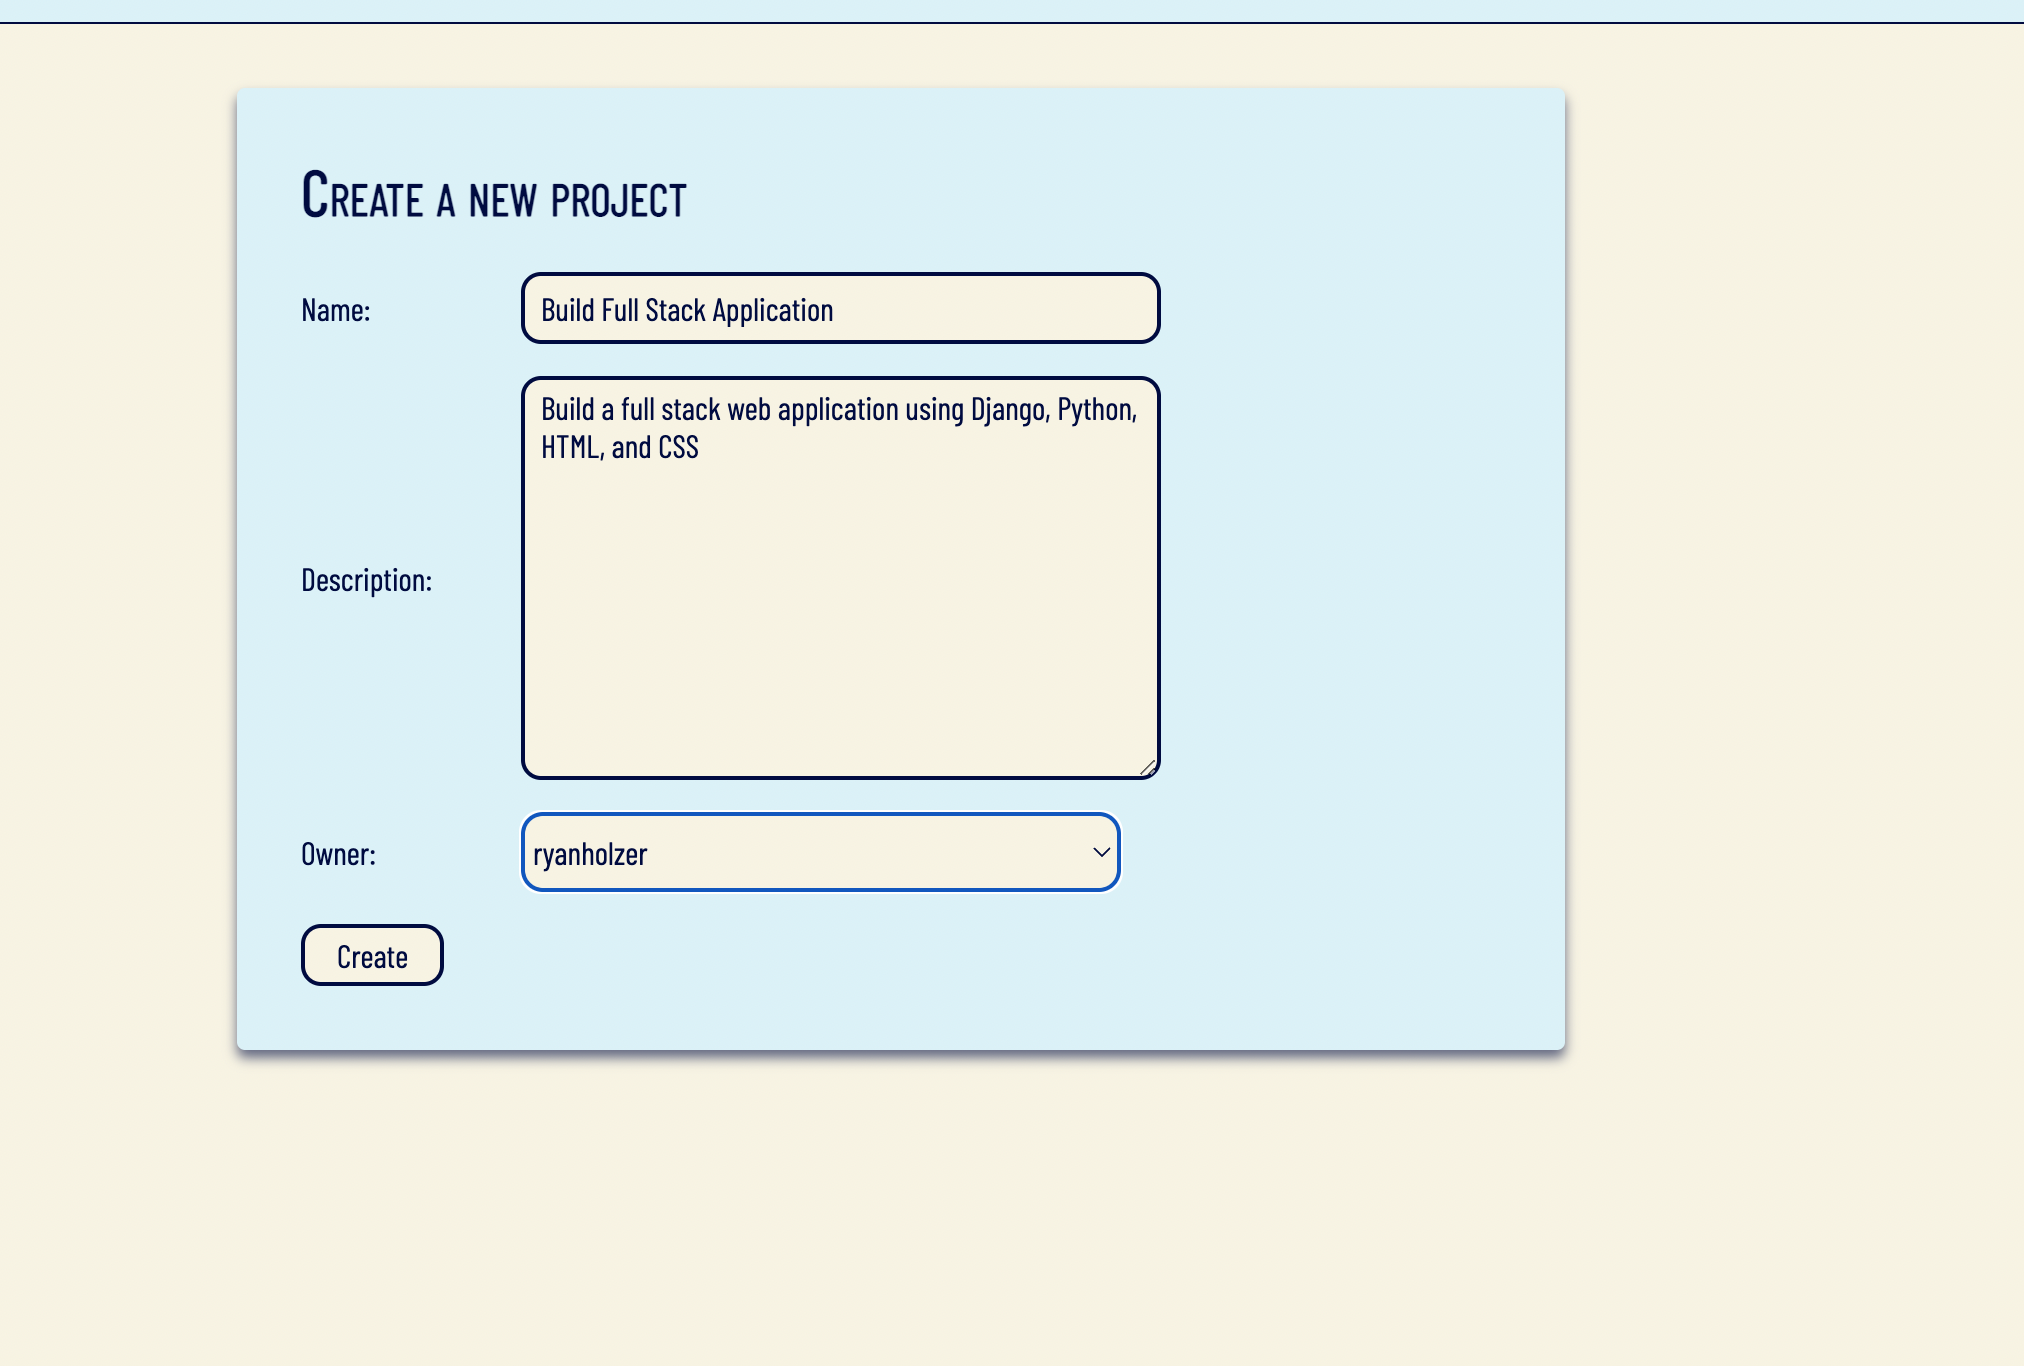 Create a new project
Name:
Build Full Stack Application
Description:
Build a full stack web application using Django, Python,
HTML, and CSS
Owner:
ryanholzer
Create